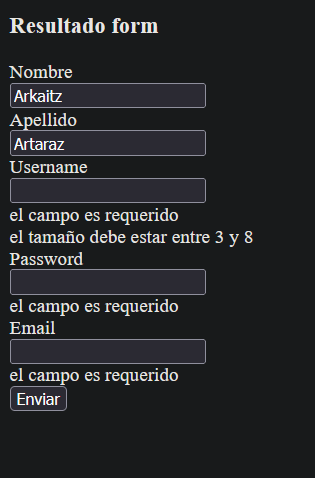 Resultado form
Nombre
Arkaitz
Apellido
Artaraz
Username
el campo es requerido
el tamaño debe estar entre 3 y 8
Password
el campo es requerido
Email
el campo es requerido
Enviar